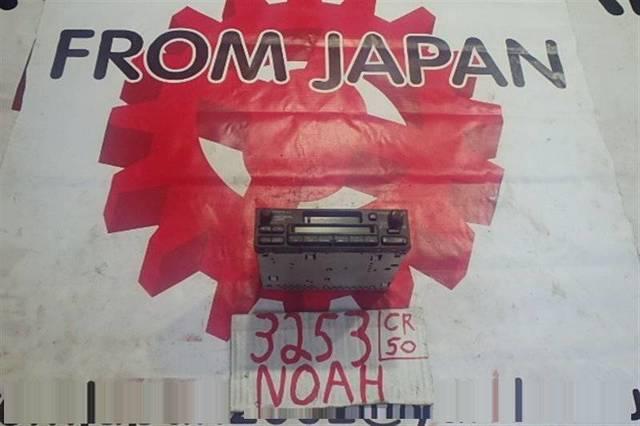 FROM JAPAN
3253 CR
50
NOAH